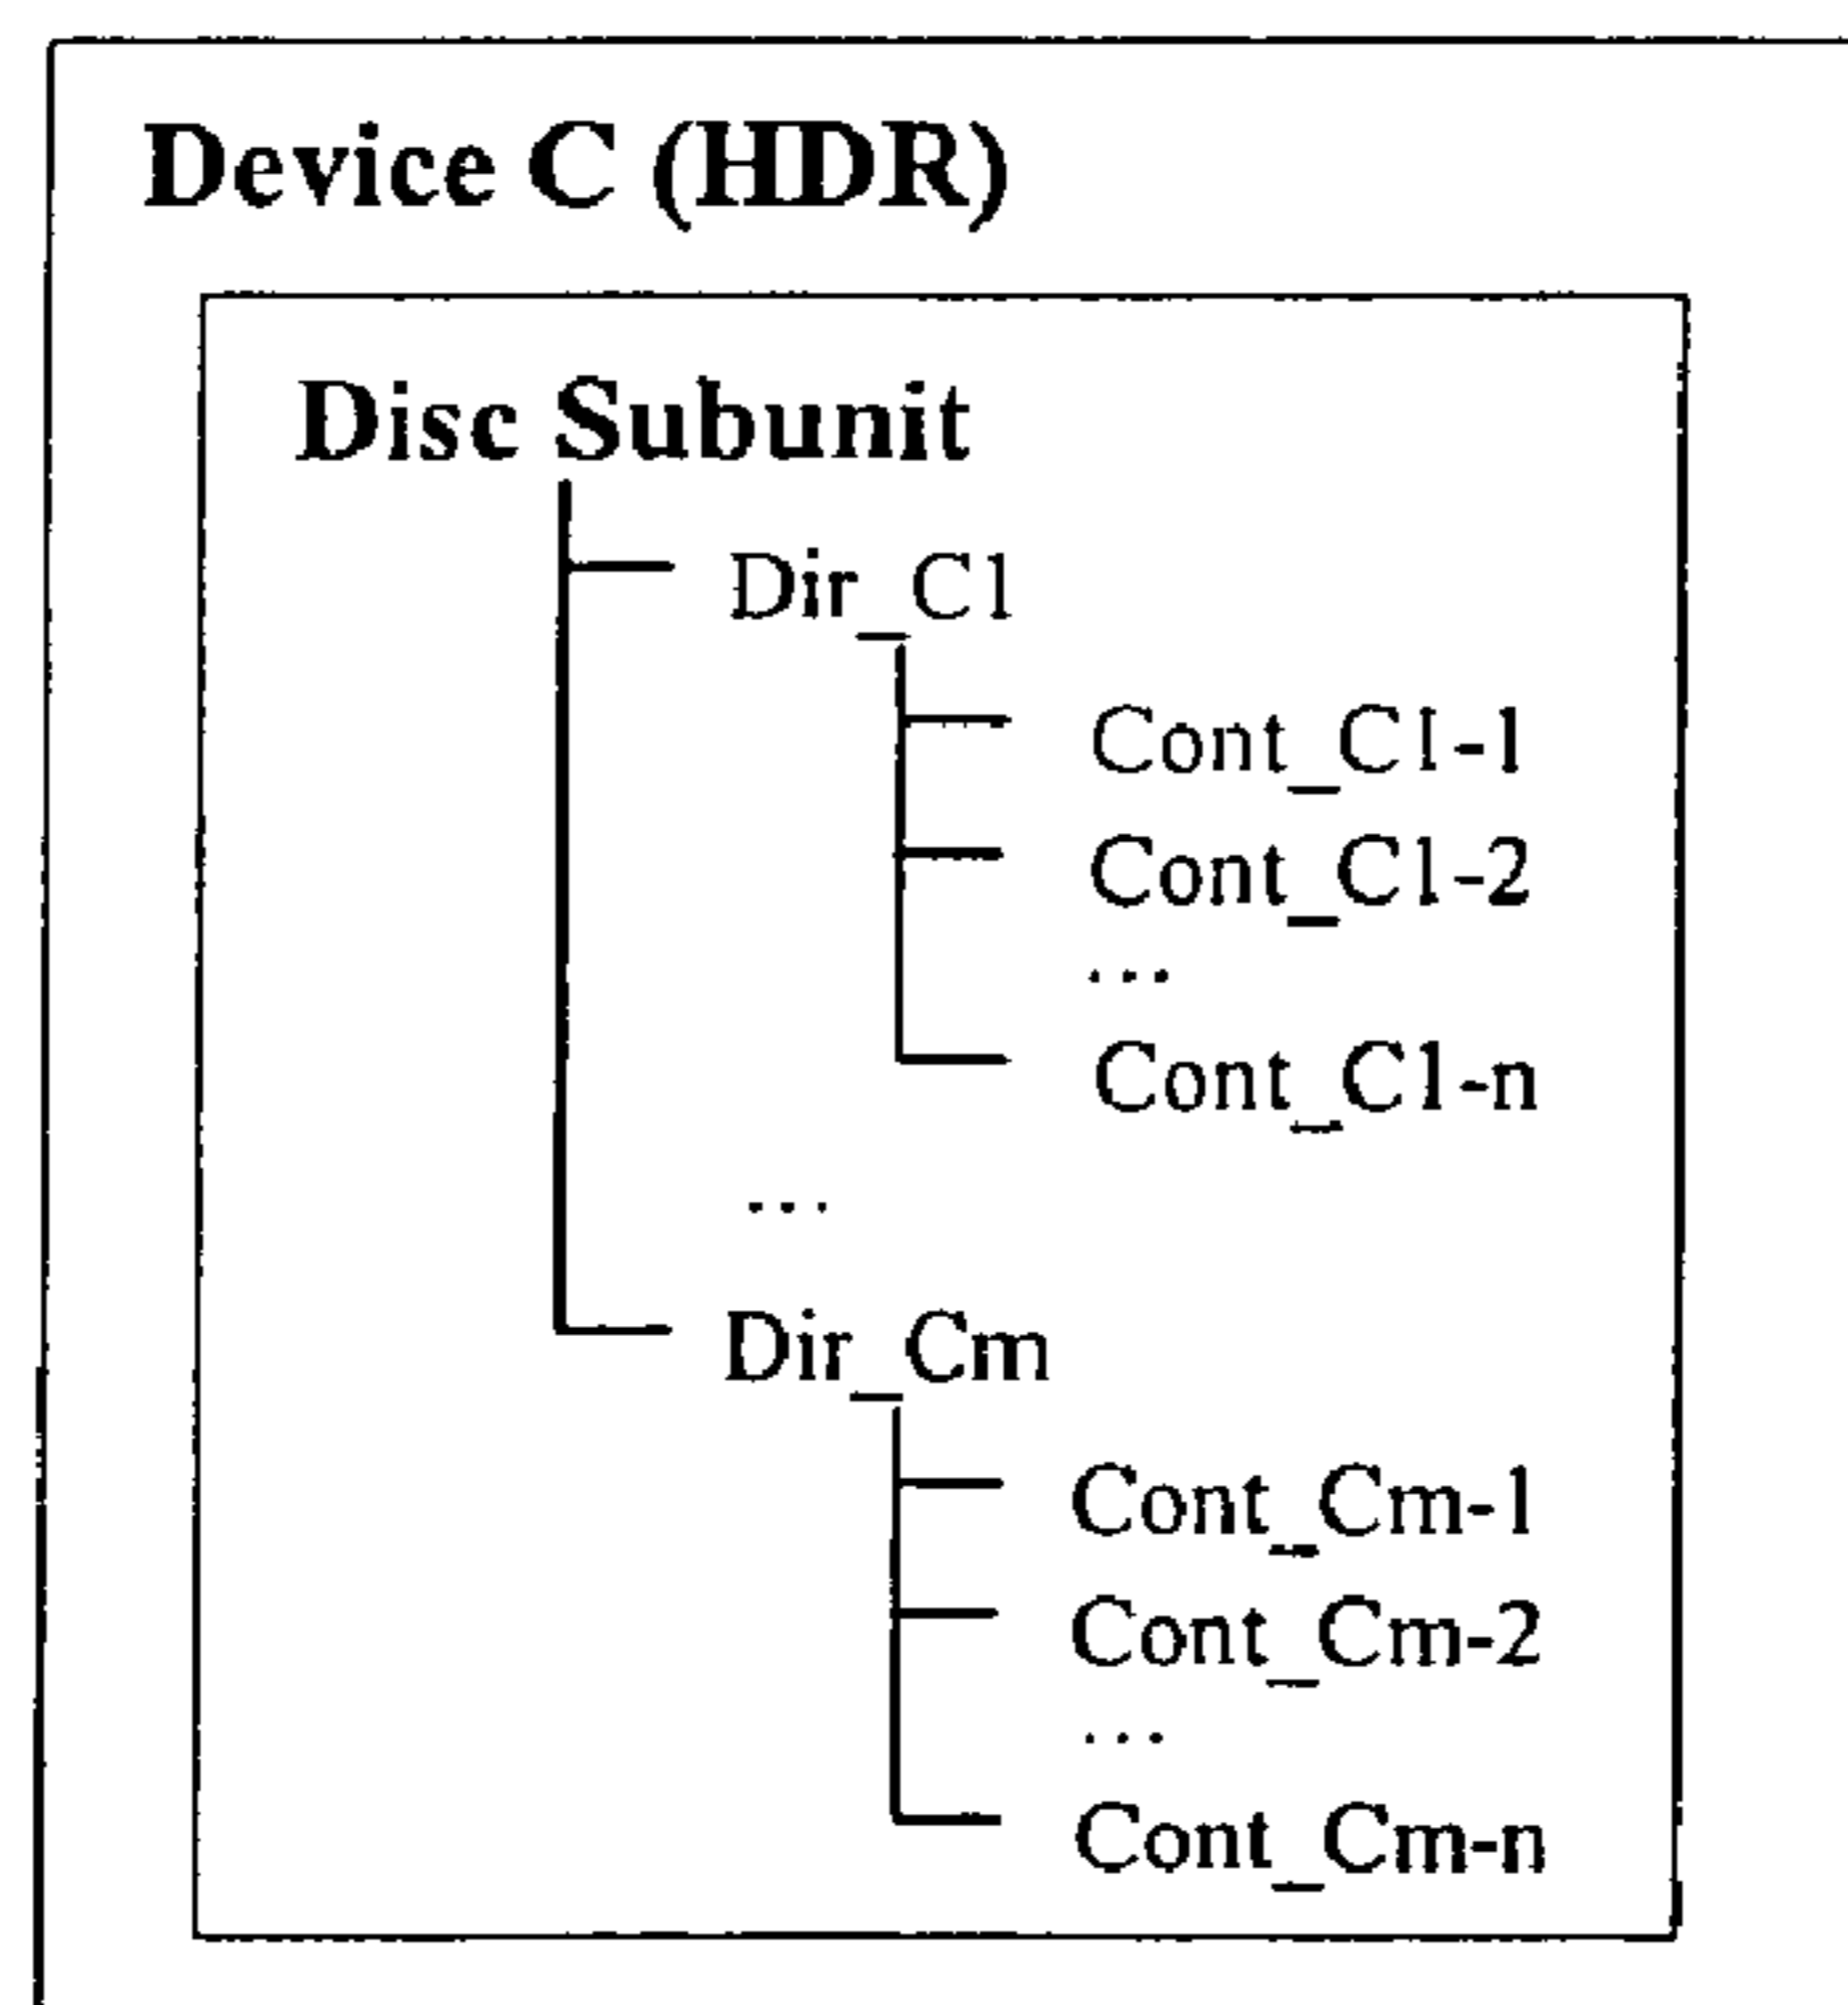 Device C (HDR)
Disc Subunit
Dir_C1
Cont_C1-1
Cont_C1-2
...
Cont_C1-n
...
Dir_Cm
Cont_Cm-1
Cont_Cm-2
...
Cont_Cm-n